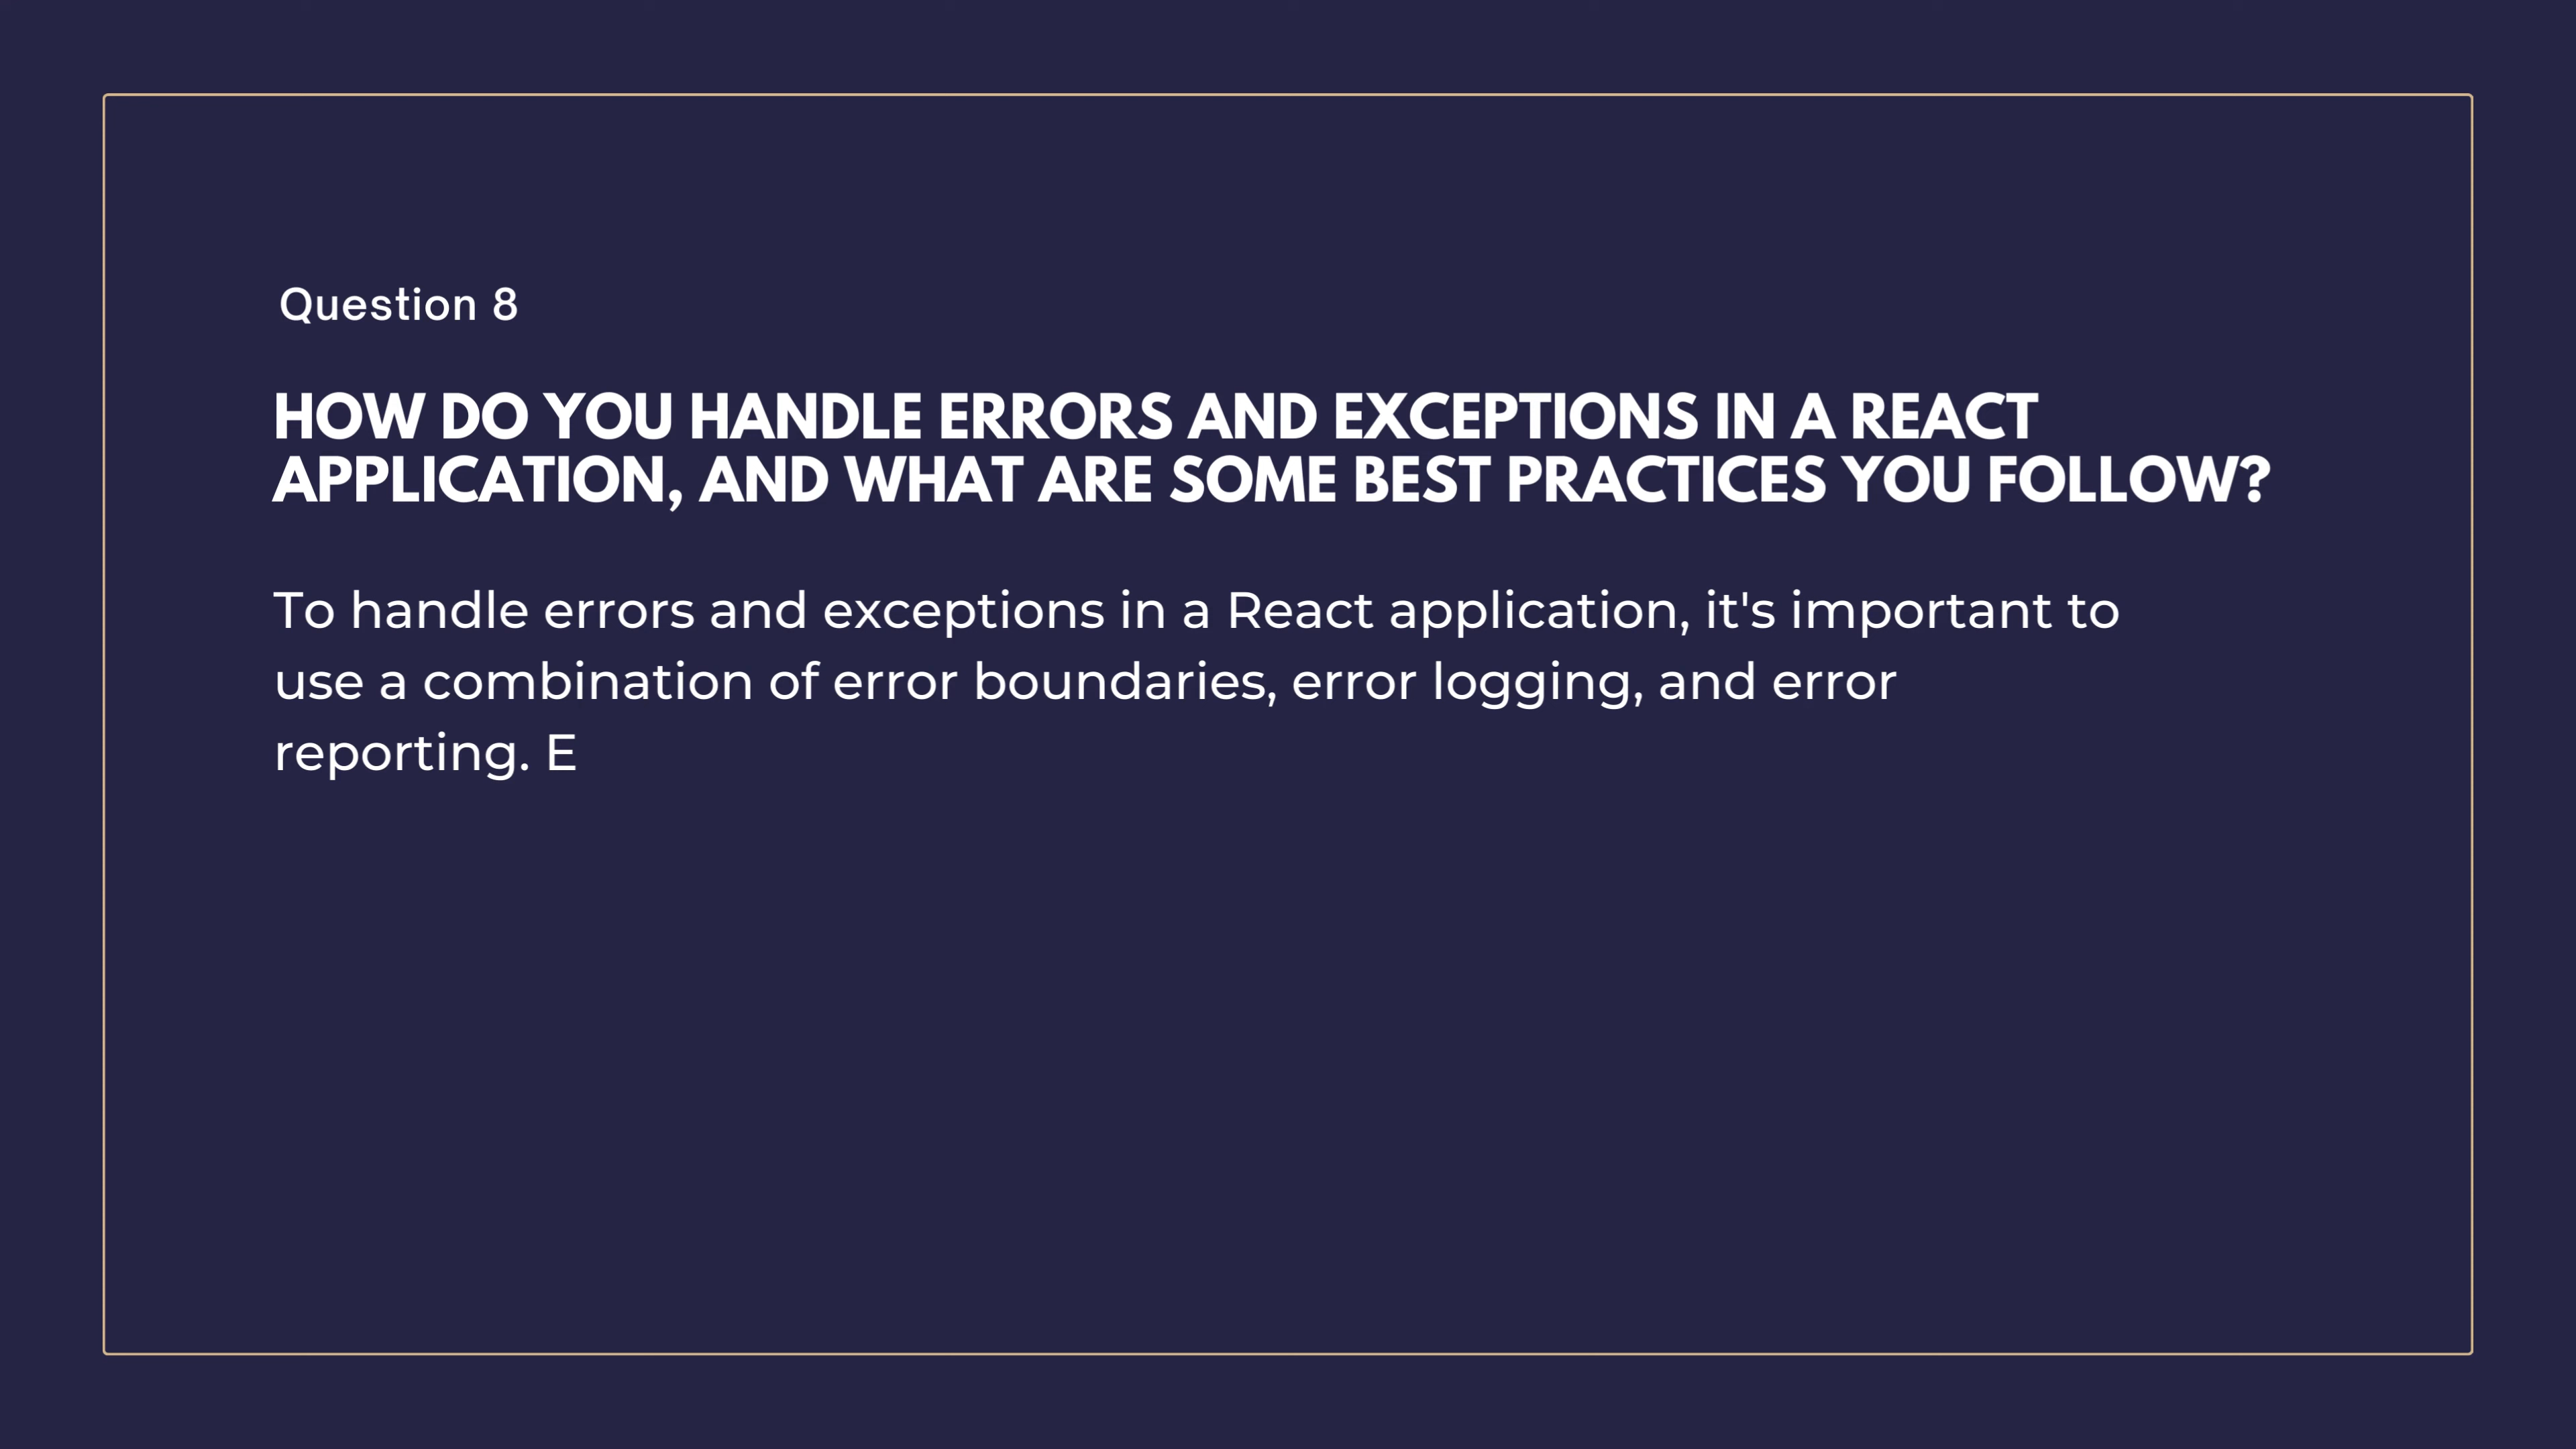 Question 8
HOW DO YOU HANDLE ERRORS AND EXCEPTIONS IN A REACT
APPLICATION, AND WHAT ARE SOME BEST PRACTICES YOU FOLLOW?
To handle errors and exceptions in a React application, it's important to
use a combination of error boundaries, error logging, and error
reporting. E